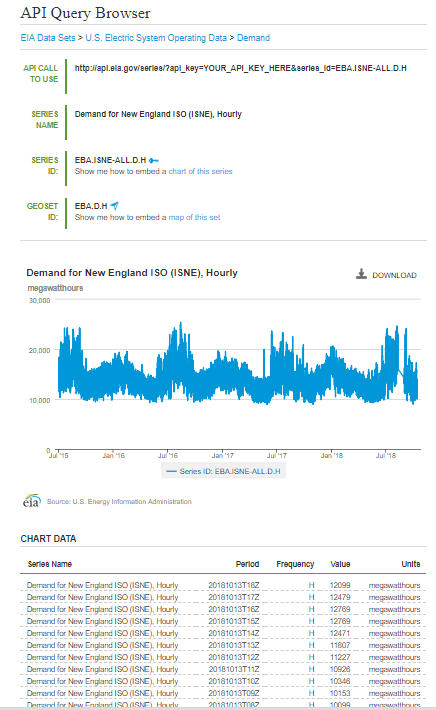 API Query Browser
EIA Data Sets > U.S. Electric System Operating Data > Demand
API CALL TO USE
http://api.eia.gov/series/?api_key=YOUR_API_KEY_HERE&series_id=EBA.ISNE-ALL.D.H
SERIES NAME
Demand for New England ISO (ISNE), Hourly
SERIES ID:
EBA.ISNE-ALL.D.H
Show me how to embed a chart of this series
GEOSET ID:
EBA.D.H
Show me how to embed a map of this set
Demand for New England ISO (ISNE), Hourly
DOWNLOAD
megawatthours
30,000
20,000
10,000
0
Jul '15 Jan '16 Jul '16 Jan '17 Jul '17 Jan '18 Jul '18
Series ID: EBA.ISNE-ALL.D.H
eia Source: U.S. Energy Information Administration
CHART DATA
Series Name Period Frequency Value Units
Demand for New England ISO (ISNE), Hourly 20181013T18Z H 12099 megawatthours
Demand for New England ISO (ISNE), Hourly 20181013T17Z H 12479 megawatthours
Demand for New England ISO (ISNE), Hourly 20181013T16Z H 12769 megawatthours
Demand for New England ISO (ISNE), Hourly 20181013T15Z H 12769 megawatthours
Demand for New England ISO (ISNE), Hourly 20181013T14Z H 12471 megawatthours
Demand for New England ISO (ISNE), Hourly 20181013T13Z H 11807 megawatthours
Demand for New England ISO (ISNE), Hourly 20181013T12Z H 11227 megawatthours
Demand for New England ISO (ISNE), Hourly 20181013T11Z H 10926 megawatthours
Demand for New England ISO (ISNE), Hourly 20181013T10Z H 10346 megawatthours
Demand for New England ISO (ISNE), Hourly 20181013T09Z H 10153 megawatthours
Demand for New England ISO (ISNE), Hourly 20181013T08Z H 10099 megawatthours